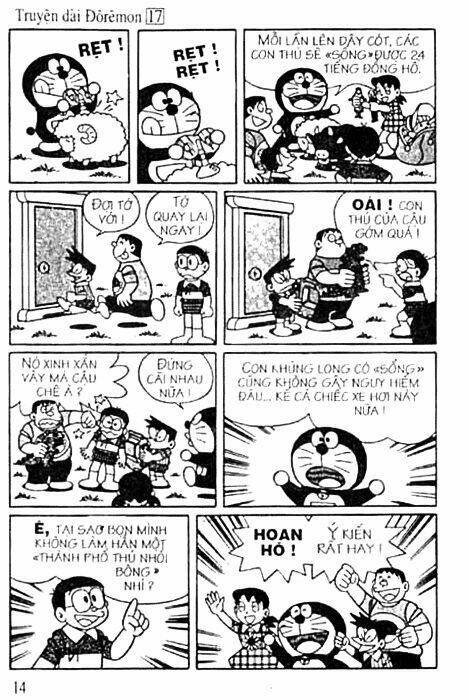 Truyện dài Đôrêmon 17
RẸT !
RẸT !
RẸT !
MỖI LẦN LÊN DÂY CÓT, CÁC
CON THÚ SẼ «SỐNG» ĐƯỢC 24
TIẾNG ĐỒNG HỒ.
ĐỢI TỚ
VỚI !
TỚ
QUAY LẠI
NGAY !
OÁI ! CON
THÚ CỦA CẬU
GỚM QUÁ !
NÓ XINH XẮN
VẬY MÀ CẬU
CHÊ À ?
ĐỪNG
CÃI NHAU
NỮA !
CON KHỦNG LONG CÓ «SỐNG»
CŨNG KHÔNG GÂY NGUY HIỂM
ĐÂU... KỂ CẢ CHIẾC XE HƠI NÀY
NỮA !
Ê, TẠI SAO BỌN MÌNH
KHÔNG LÀM HẲN MỘT
«THÀNH PHỐ THÚ NHỒI
BÔNG»
NHỈ ?
HOAN
HÔ !
Ý KIẾN
RẤT HAY !
14